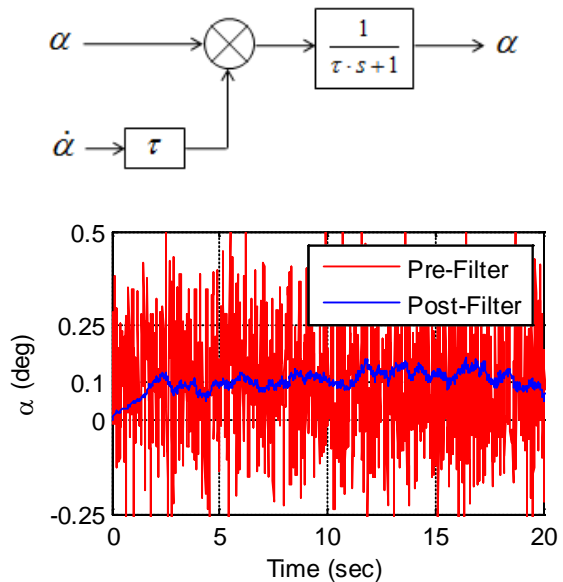 α
1
τ · s + 1
α
α̇
τ
0.5
Pre-Filter
Post-Filter
0.25
α (deg)
0.1
0
-0.25
0 5 10 15 20
Time (sec)